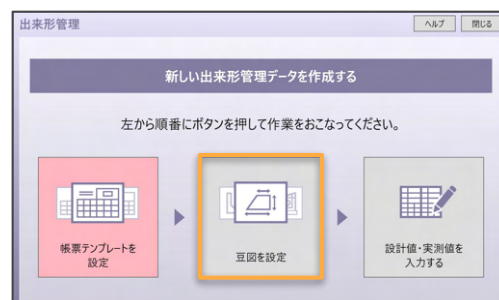 出来形管理
ヘルプ
閉じる
新しい出来形管理データを作成する
左から順番にボタンを押して作業をおこなってください。
帳票テンプレートを
設定
豆図を設定
設計値・実測値を
入力する